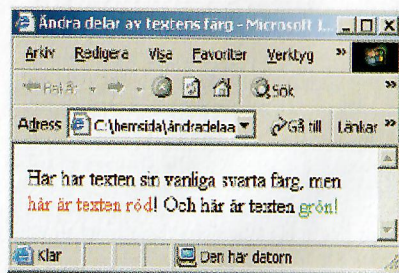 Ändra delar av textens färg - Microsoft I...
Arkiv Redigera Visa Favoriter Verktyg »
Bakåt Sök »
Adress C:\hemsida\ändradelaa Gå till Länkar »
Här har texten sin vanliga svarta färg, men
här är texten röd! Och här är texten grön!
Klar Den här datorn